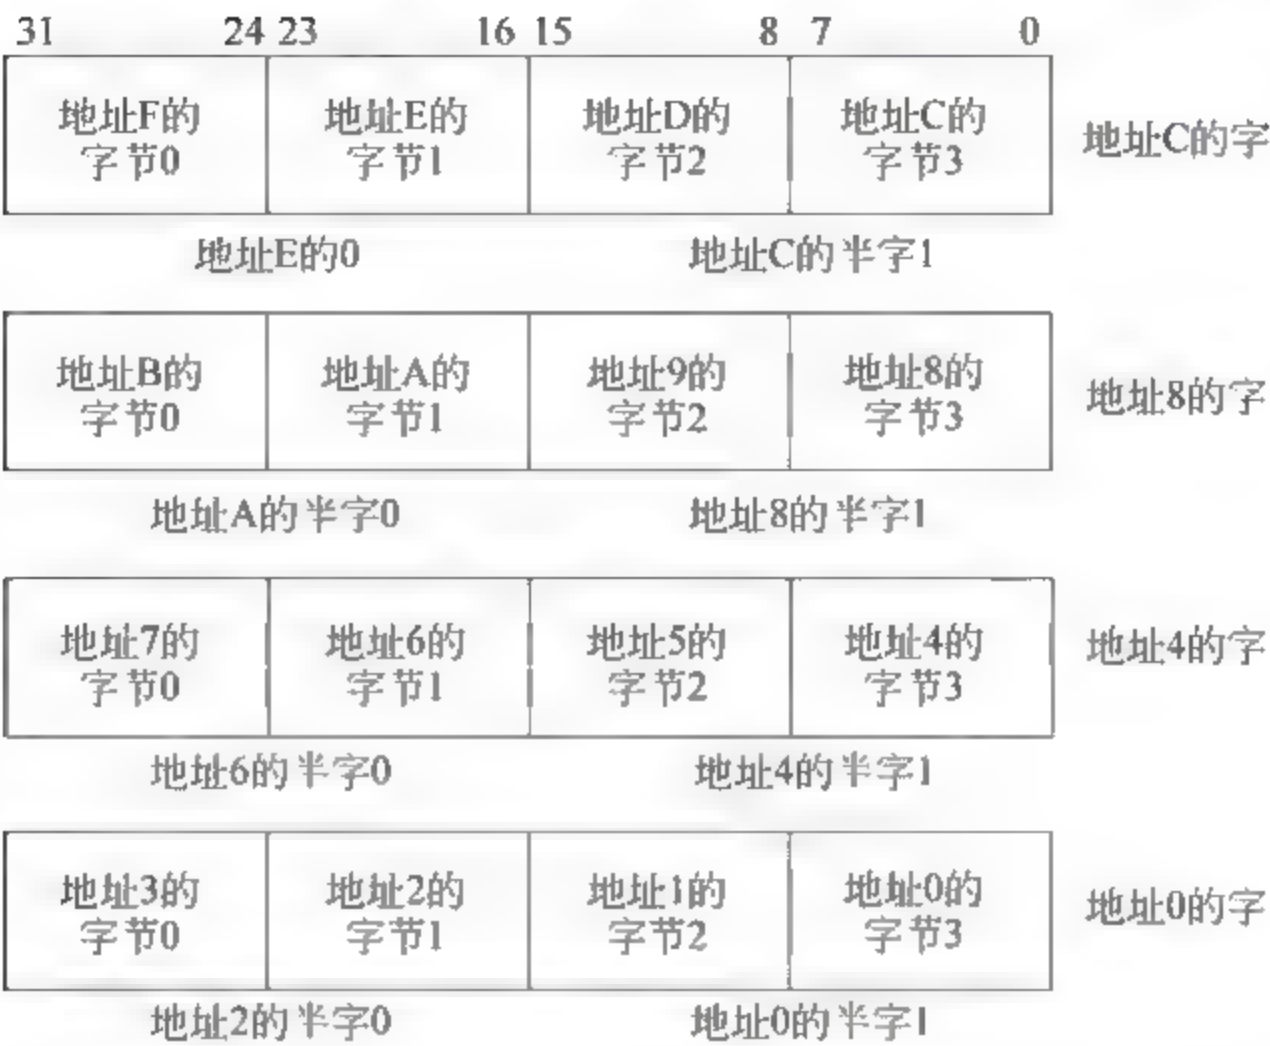 31 24 23 16 15 8 7 0
地址F的 地址E的 地址D的 地址C的
字节0 字节1 字节2 字节3
地址C的字
地址E的0 地址C的半字1
地址B的 地址A的 地址9的 地址8的
字节0 字节1 字节2 字节3
地址8的字
地址A的半字0 地址8的半字1
地址7的 地址6的 地址5的 地址4的
字节0 字节1 字节2 字节3
地址4的字
地址6的半字0 地址4的半字1
地址3的 地址2的 地址1的 地址0的
字节0 字节1 字节2 字节3
地址0的字
地址2的半字0 地址0的半字1